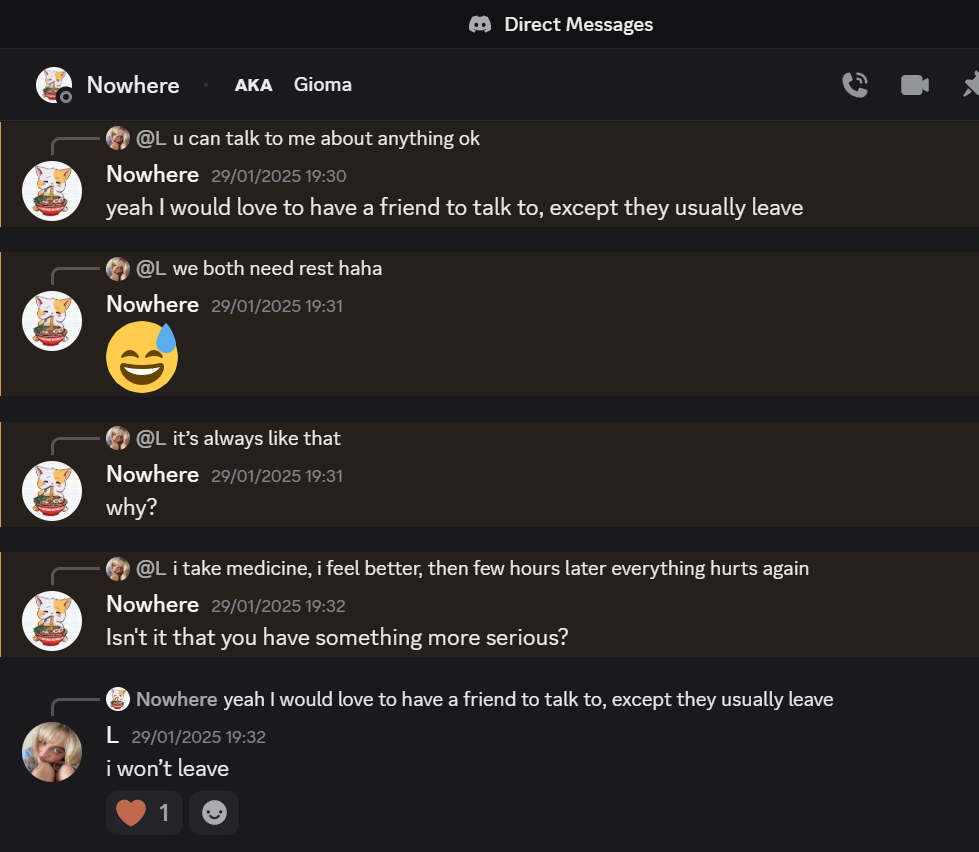 Direct Messages
Nowhere AKA Gioma
@L u can talk to me about anything ok
Nowhere 29/01/2025 19:30
yeah I would love to have a friend to talk to, except they usually leave
@L we both need rest haha
Nowhere 29/01/2025 19:31
@L it’s always like that
Nowhere 29/01/2025 19:31
why?
@L i take medicine, i feel better, then few hours later everything hurts again
Nowhere 29/01/2025 19:32
Isn't it that you have something more serious?
Nowhere yeah I would love to have a friend to talk to, except they usually leave
L 29/01/2025 19:32
i won’t leave
1